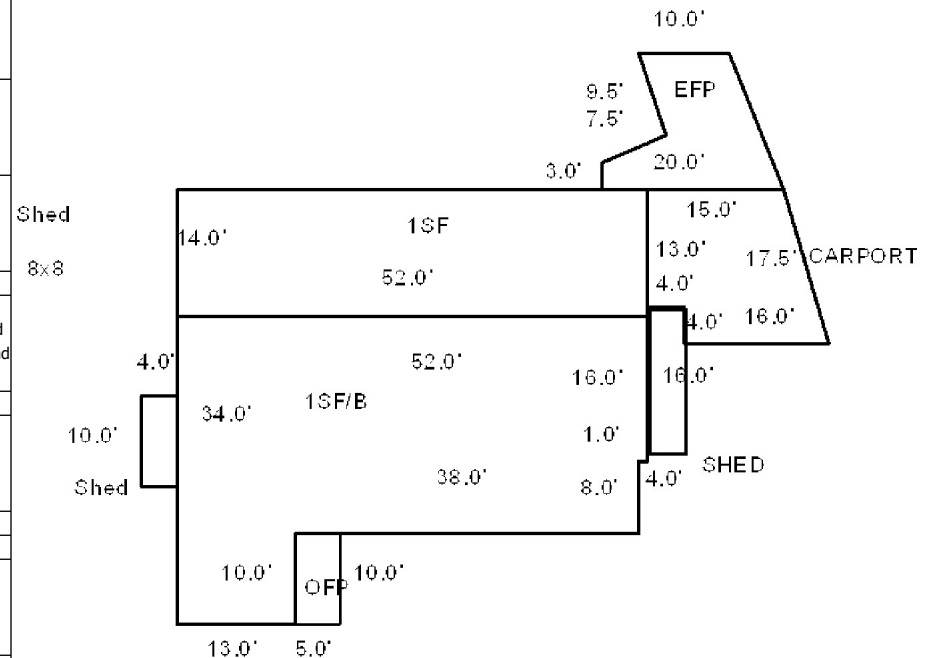 10.0'
9.5'
EFP
7.5'
3.0'
20.0'
Shed
14.0'
1SF
15.0'
8x8
52.0'
13.0'
17.5'
CARPORT
4.0'
4.0'
16.0'
d
nd
4.0'
52.0'
16.0'
16.0'
34.0'
1SF/B
10.0'
1.0'
Shed
38.0'
8.0'
4.0'
SHED
10.0'
OFP
10.0'
13.0'
5.0'